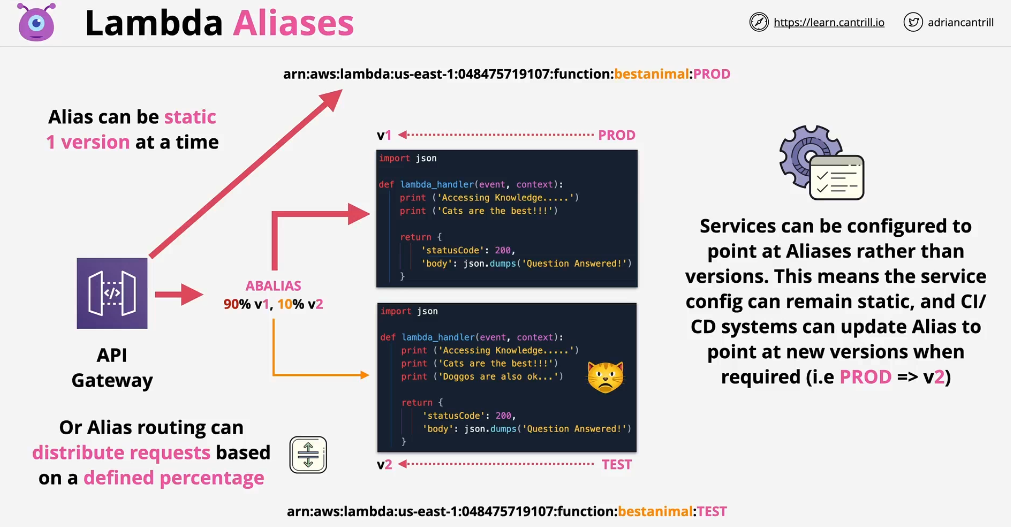 Lambda Aliases
https://learn.cantrill.io
adriancantrill
arn:aws:lambda:us-east-1:048475719107:function:bestanimal:PROD
Alias can be static
1 version at a time
v1
PROD
import json
def lambda_handler(event, context):
print ('Accessing Knowledge.....')
print ('Cats are the best!!!')
return {
'statusCode': 200,
'body': json.dumps('Question Answered!')
}
ABALIAS
90% v1, 10% v2
API
Gateway
import json
def lambda_handler(event, context):
print ('Accessing Knowledge.....')
print ('Cats are the best!!!')
print ('Doggos are also ok...')
return {
'statusCode': 200,
'body': json.dumps('Question Answered!')
}
v2
TEST
Services can be configured to
point at Aliases rather than
versions. This means the service
config can remain static, and CI/
CD systems can update Alias to
point at new versions when
required (i.e PROD => v2)
Or Alias routing can
distribute requests based
on a defined percentage
arn:aws:lambda:us-east-1:048475719107:function:bestanimal:TEST